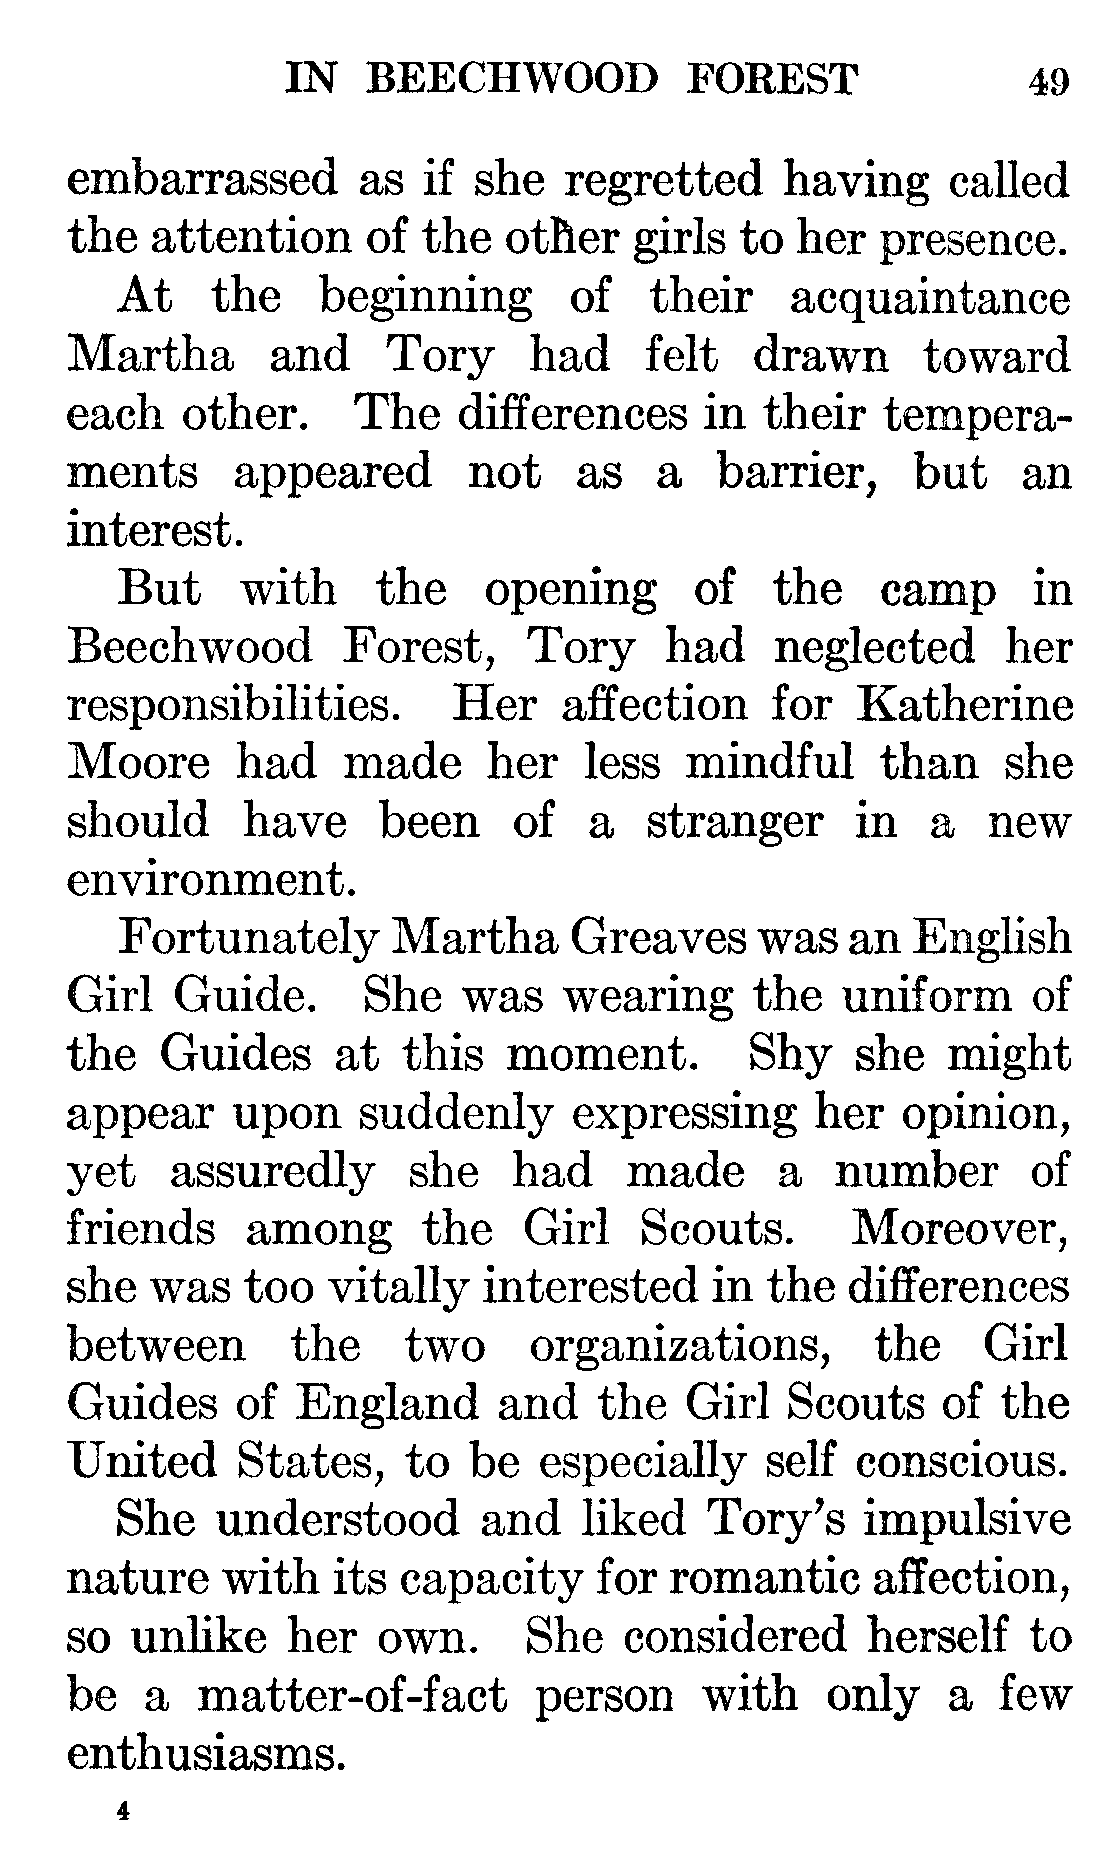 IN BEECHWOOD FOREST 49
embarrassed as if she regretted having called
the attention of the other girls to her presence.
At the beginning of their acquaintance
Martha and Tory had felt drawn toward
each other. The differences in their tempera-
ments appeared not as a barrier, but an
interest.
But with the opening of the camp in
Beechwood Forest, Tory had neglected her
responsibilities. Her affection for Katherine
Moore had made her less mindful than she
should have been of a stranger in a new
environment.
Fortunately Martha Greaves was an English
Girl Guide. She was wearing the uniform of
the Guides at this moment. Shy she might
appear upon suddenly expressing her opinion,
yet assuredly she had made a number of
friends among the Girl Scouts. Moreover,
she was too vitally interested in the differences
between the two organizations, the Girl
Guides of England and the Girl Scouts of the
United States, to be especially self conscious.
She understood and liked Tory's impulsive
nature with its capacity for romantic affection,
so unlike her own. She considered herself to
be a matter-of-fact person with only a few
enthusiasms.
4